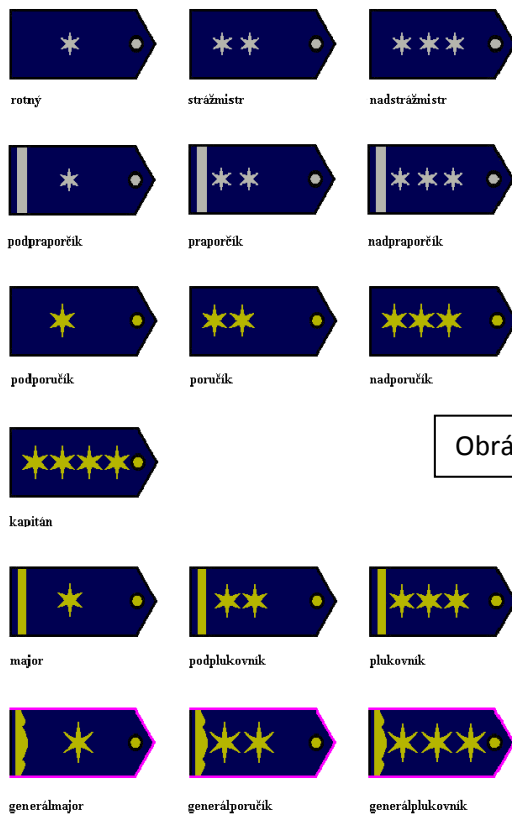 rotný strážmistr nadstrážmistr
podpraporčík praporčík nadpraporčík
podporučík poručík nadporučík
Obrá
kapitán
major podplukovník plukovník
generálmajor generálporučík generálplukovník